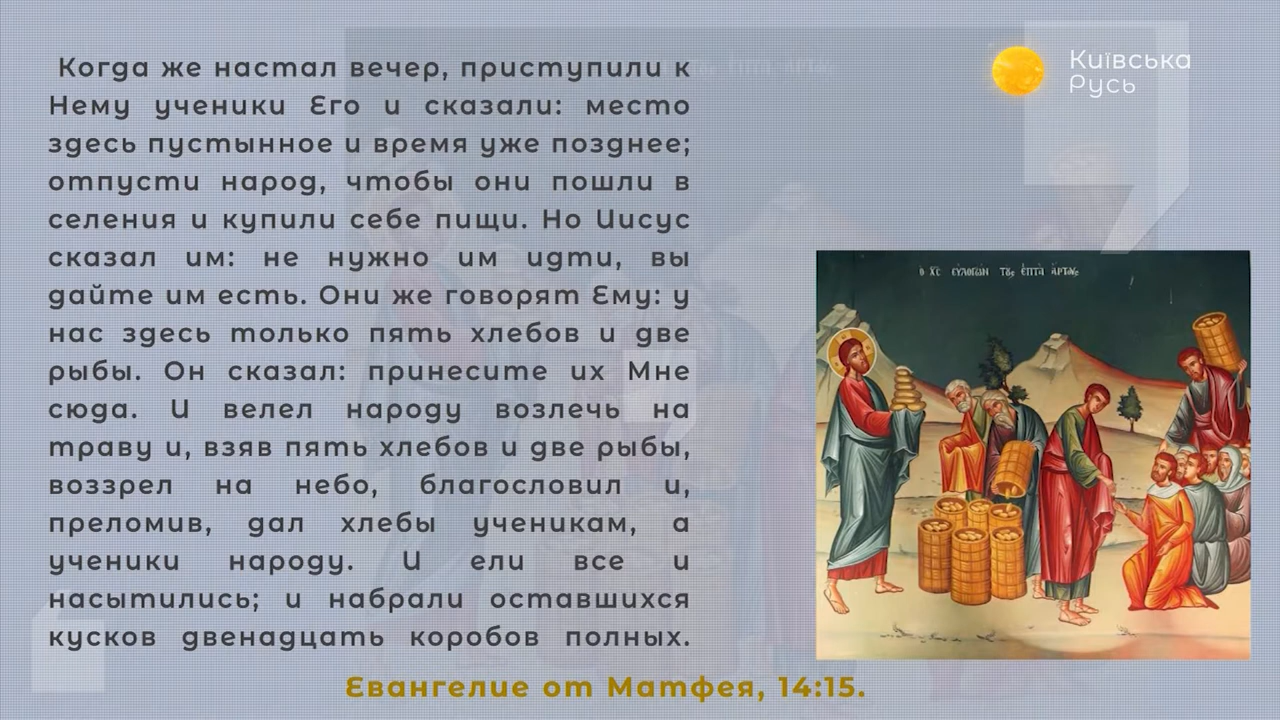 Когда же настал вечер, приступили к
Нему ученики Его и сказали: место
здесь пустынное и время уже позднее;
отпусти народ, чтобы они пошли в
селения и купили себе пищи. Но Иисус
сказал им: не нужно им идти, вы
дайте им есть. Они же говорят Ему: у
нас здесь только пять хлебов и две
рыбы. Он сказал: принесите их Мне
сюда. И велел народу возлечь на
траву и, взяв пять хлебов и две рыбы,
воззрел на небо, благословил и,
преломив, дал хлебы ученикам, а
ученики народу. И ели все и
насытились; и набрали оставшихся
кусков двенадцать коробов полных.
Евангелие от Матфея, 14:15.
Київська
Русь